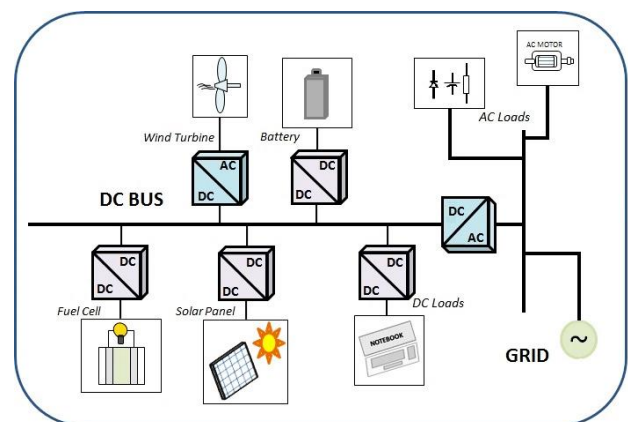 AC MOTOR
AC Loads
Wind Turbine
Battery
AC
DC
DC
DC
DC BUS
DC
AC
DC
DC
DC
DC
DC
DC
Fuel Cell
Solar Panel
DC Loads
NOTEBOOK
GRID
~